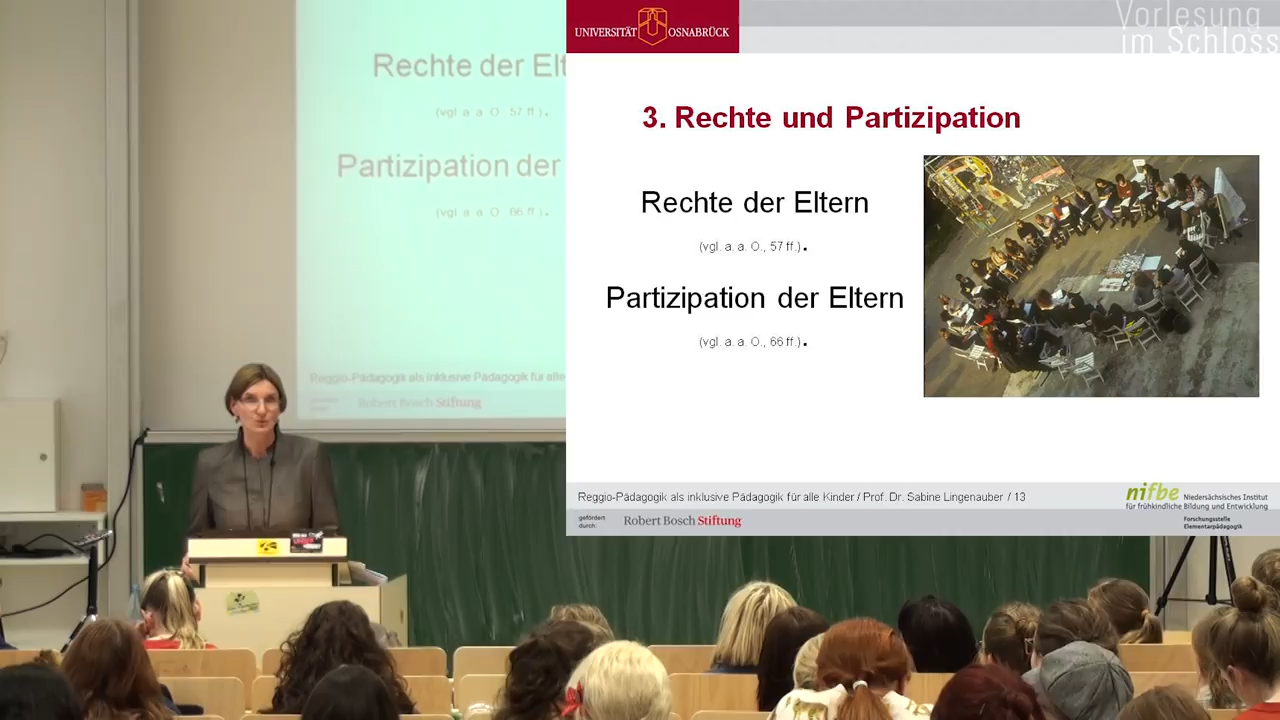 Rechte der Elt
(vgl. a. a. O. 57 ff.).
Partizipation der
(vgl. a. a. O. 66 ff.).
Reggio-Pädagogik als inklusive Pädagogik für alle
Robert Bosch Stiftung
UNIVERSITÄT OSNABRÜCK
Vorlesung
im Schloss
3. Rechte und Partizipation
Rechte der Eltern
(vgl. a. a. O., 57 ff.).
Partizipation der Eltern
(vgl. a. a. O., 66 ff.).
Reggio-Pädagogik als inklusive Pädagogik für alle Kinder / Prof. Dr. Sabine Lingenauber / 13
gefördert
durch:
Robert Bosch Stiftung
nifbe Niedersächsisches Institut
für frühkindliche Bildung und Entwicklung
Forschungsstelle
Elementarpädagogik